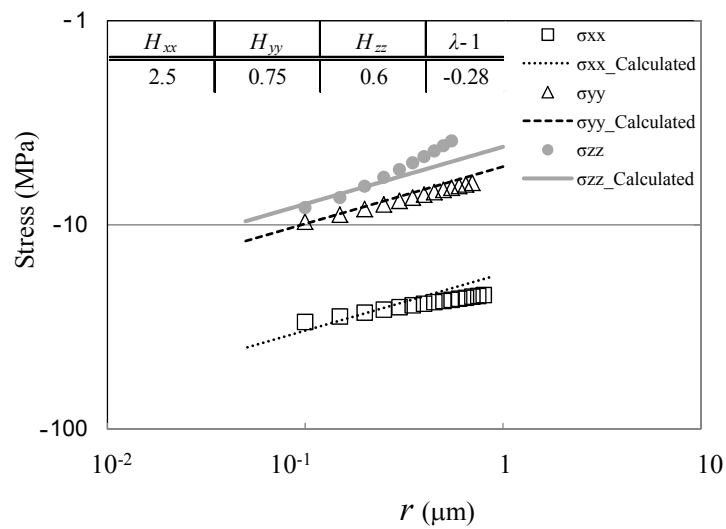 -1
H_xx H_yy H_zz λ-1
2.5 0.75 0.6 -0.28
σxx
σxx_Calculated
σyy
σyy_Calculated
σzz
σzz_Calculated
Stress (MPa)
-10
-100
10⁻² 10⁻¹ 1 10
r (μm)